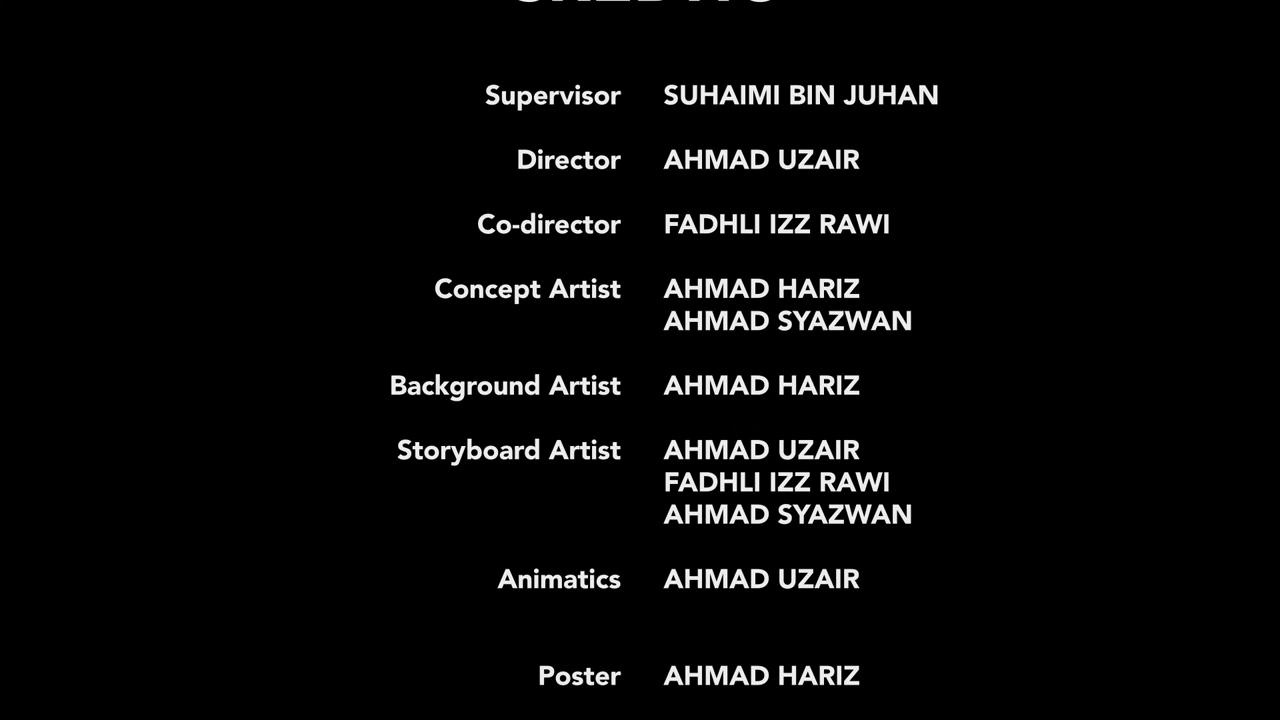 Supervisor SUHAIMI BIN JUHAN
Director AHMAD UZAIR
Co-director FADHLI IZZ RAWI
Concept Artist AHMAD HARIZ
AHMAD SYAZWAN
Background Artist AHMAD HARIZ
Storyboard Artist AHMAD UZAIR
FADHLI IZZ RAWI
AHMAD SYAZWAN
Animatics AHMAD UZAIR
Poster AHMAD HARIZ